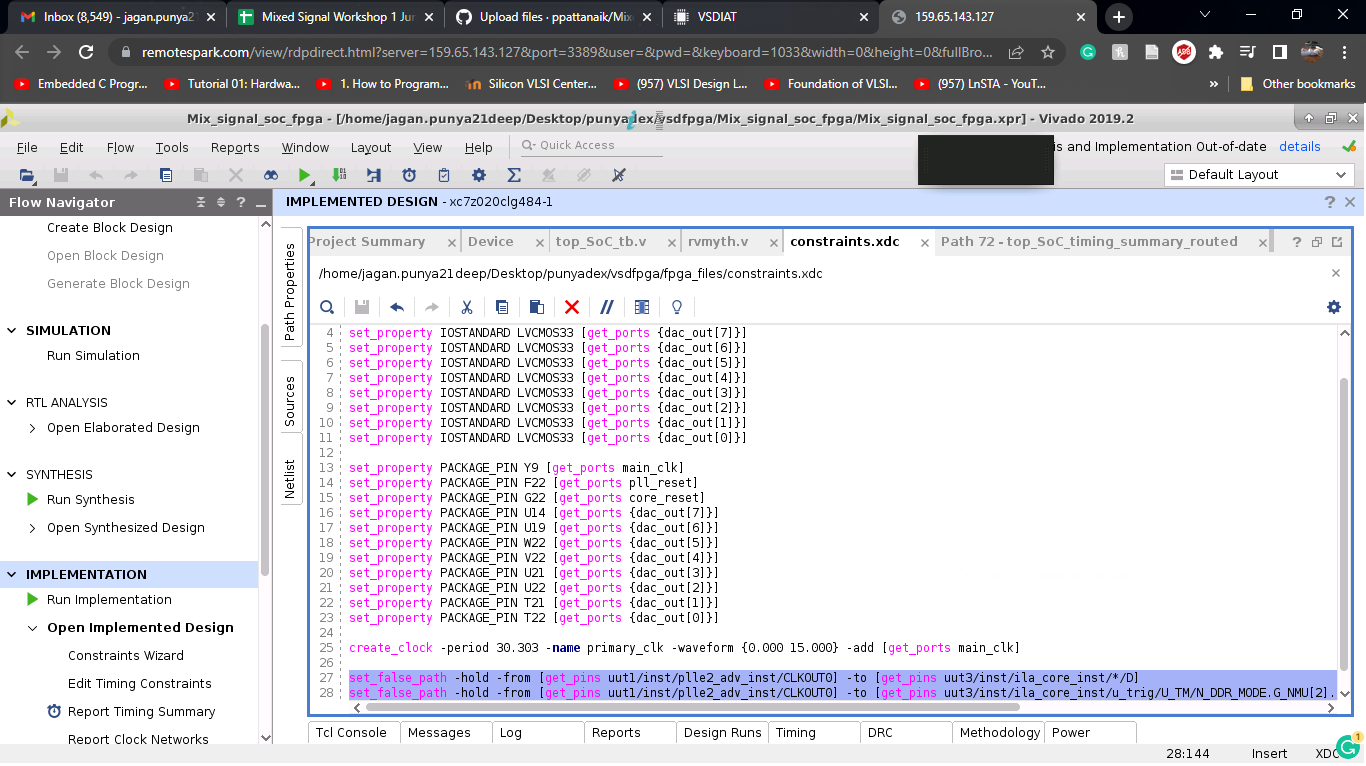 Inbox (8,549) - jagan.punya21
Mixed Signal Workshop 1 Jun
Upload files · ppattanaik/Mix
VSDIAT
159.65.143.127
remotespark.com/view/rdpdirect.html?server=159.65.143.127&port=3389&user=&pwd=&keyboard=1033&width=0&height=0&fullBro...
Embedded C Progr...
Tutorial 01: Hardwa...
1. How to Program...
Silicon VLSI Center...
(957) VLSI Design L...
Foundation of VLSI...
(957) LnSTA - YouT...
»
Other bookmarks
Mix_signal_soc_fpga - [/home/jagan.punya21deep/Desktop/punyadex/vsdfpga/Mix_signal_soc_fpga/Mix_signal_soc_fpga.xpr] - Vivado 2019.2
File Edit Flow Tools Reports Window Layout View Help
Quick Access
is and Implementation Out-of-date details
Default Layout
Flow Navigator
IMPLEMENTED DESIGN - xc7z020clg484-1
Create Block Design
Open Block Design
Generate Block Design
SIMULATION
Run Simulation
RTL ANALYSIS
Open Elaborated Design
SYNTHESIS
Run Synthesis
Open Synthesized Design
IMPLEMENTATION
Run Implementation
Open Implemented Design
Constraints Wizard
Edit Timing Constraints
Report Timing Summary
Report Clock Networks
Path Properties
Sources
Netlist
Project Summary
Device
top_SoC_tb.v
rvmyth.v
constraints.xdc
Path 72 - top_SoC_timing_summary_routed
/home/jagan.punya21deep/Desktop/punyadex/vsdfpga/fpga_files/constraints.xdc
4 set_property IOSTANDARD LVCMOS33 [get_ports {dac_out[7]}]
5 set_property IOSTANDARD LVCMOS33 [get_ports {dac_out[6]}]
6 set_property IOSTANDARD LVCMOS33 [get_ports {dac_out[5]}]
7 set_property IOSTANDARD LVCMOS33 [get_ports {dac_out[4]}]
8 set_property IOSTANDARD LVCMOS33 [get_ports {dac_out[3]}]
9 set_property IOSTANDARD LVCMOS33 [get_ports {dac_out[2]}]
10 set_property IOSTANDARD LVCMOS33 [get_ports {dac_out[1]}]
11 set_property IOSTANDARD LVCMOS33 [get_ports {dac_out[0]}]
12
13 set_property PACKAGE_PIN Y9 [get_ports main_clk]
14 set_property PACKAGE_PIN F22 [get_ports pll_reset]
15 set_property PACKAGE_PIN G22 [get_ports core_reset]
16 set_property PACKAGE_PIN U14 [get_ports {dac_out[7]}]
17 set_property PACKAGE_PIN U19 [get_ports {dac_out[6]}]
18 set_property PACKAGE_PIN W22 [get_ports {dac_out[5]}]
19 set_property PACKAGE_PIN V22 [get_ports {dac_out[4]}]
20 set_property PACKAGE_PIN U21 [get_ports {dac_out[3]}]
21 set_property PACKAGE_PIN U22 [get_ports {dac_out[2]}]
22 set_property PACKAGE_PIN T21 [get_ports {dac_out[1]}]
23 set_property PACKAGE_PIN T22 [get_ports {dac_out[0]}]
24
25 create_clock -period 30.303 -name primary_clk -waveform {0.000 15.000} -add [get_ports main_clk]
26
27 set_false_path -hold -from [get_pins uut1/inst/plle2_adv_inst/CLKOUT0] -to [get_pins uut3/inst/ila_core_inst/*/D]
28 set_false_path -hold -from [get_pins uut1/inst/plle2_adv_inst/CLKOUT0] -to [get_pins uut3/inst/ila_core_inst/u_trig/U_TM/N_DDR_MODE.G_NMU[2].
Tcl Console Messages Log Reports Design Runs Timing DRC Methodology Power
28:144 Insert XDC
1